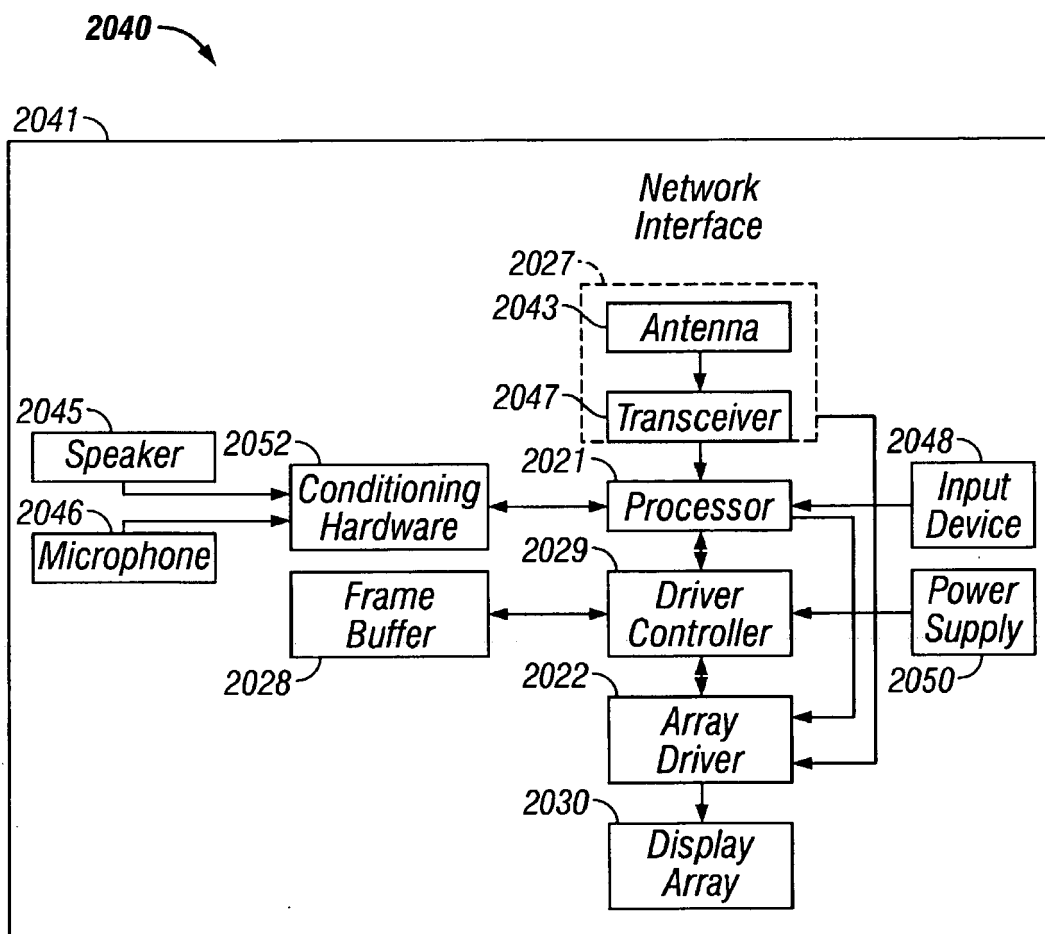 2040
2041
Network
Interface
2027
2043
Antenna
2047
Transceiver
2045
Speaker
2052
2021
2048
Conditioning
Hardware
Processor
Input
Device
2046
Microphone
2029
Frame
Buffer
Driver
Controller
Power
Supply
2028
2022
2050
Array
Driver
2030
Display
Array